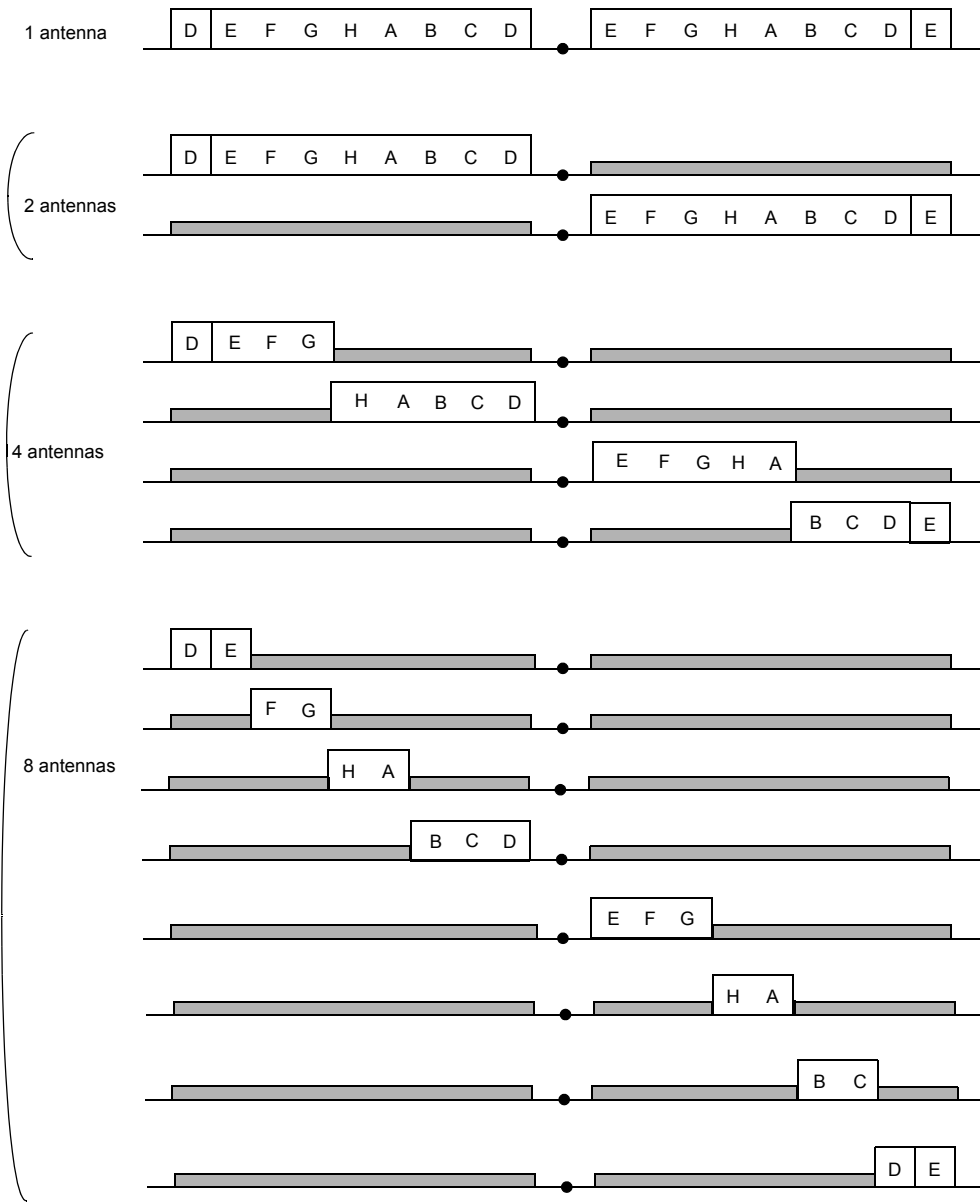 1 antenna D E F G H A B C D E F G H A B C D E
D E F G H A B C D
2 antennas
E F G H A B C D E
D E F G
H A B C D
4 antennas
E F G H A
B C D E
D E
F G
8 antennas
H A
B C D
E F G
H A
B C
D E